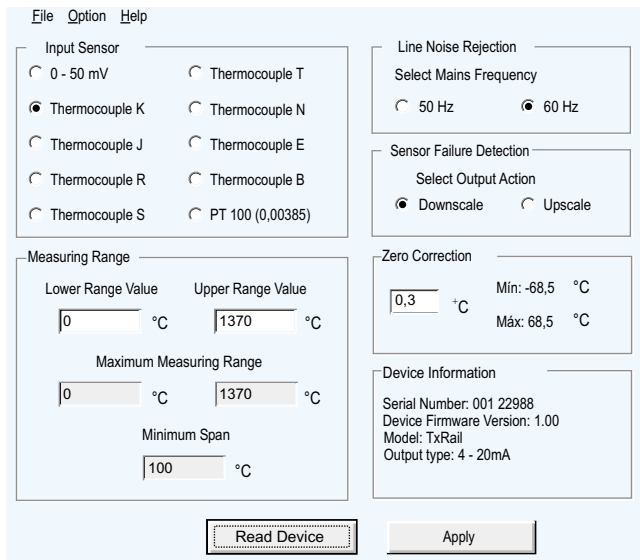 File Option Help
Input Sensor
0 - 50 mV
Thermocouple T
Thermocouple K
Thermocouple N
Thermocouple J
Thermocouple E
Thermocouple R
Thermocouple B
Thermocouple S
PT 100 (0,00385)
Line Noise Rejection
Select Mains Frequency
50 Hz
60 Hz
Sensor Failure Detection
Select Output Action
Downscale
Upscale
Measuring Range
Lower Range Value
Upper Range Value
0 °C
1370 °C
Maximum Measuring Range
0 °C
1370 °C
Minimum Span
100 °C
Zero Correction
0,3 °C
Mín: -68,5 °C
Máx: 68,5 °C
Device Information
Serial Number: 001 22988
Device Firmware Version: 1.00
Model: TxRail
Output type: 4 - 20mA
Read Device
Apply